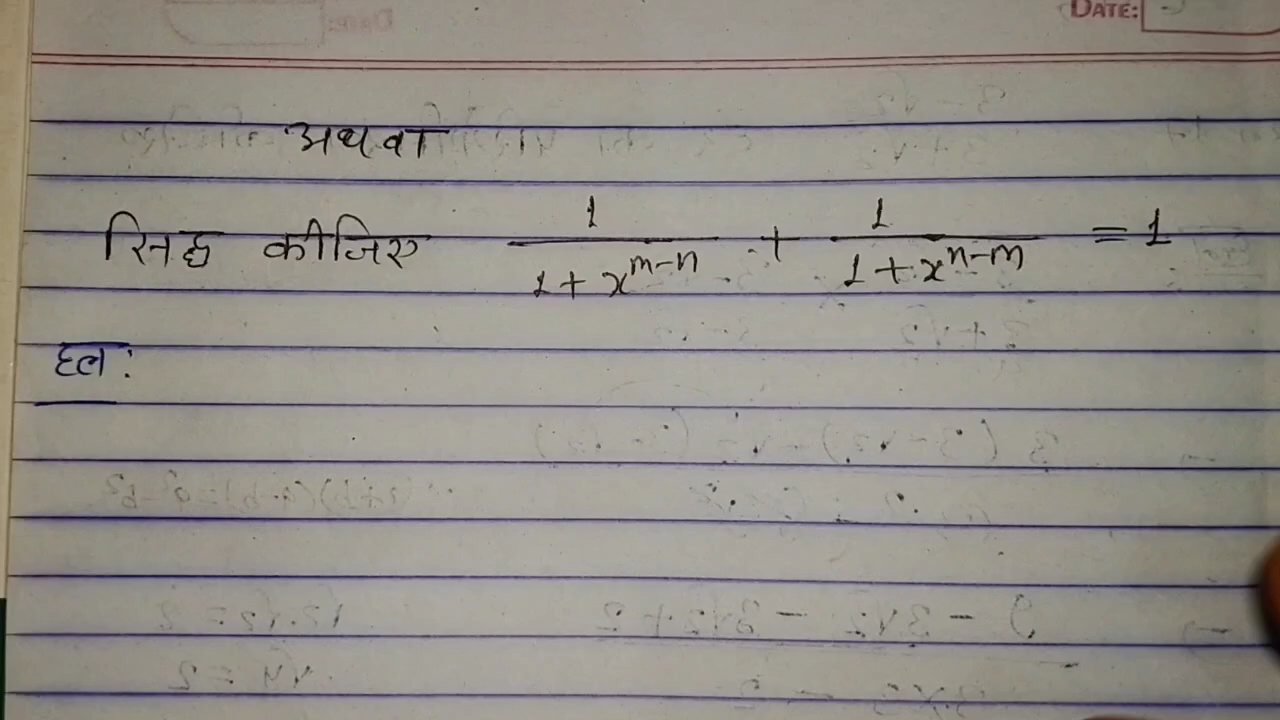 DATE:
अथवा
सिद्ध कीजिए 1/(1+x^(m-n)) + 1/(1+x^(n-m)) = 1
हल: